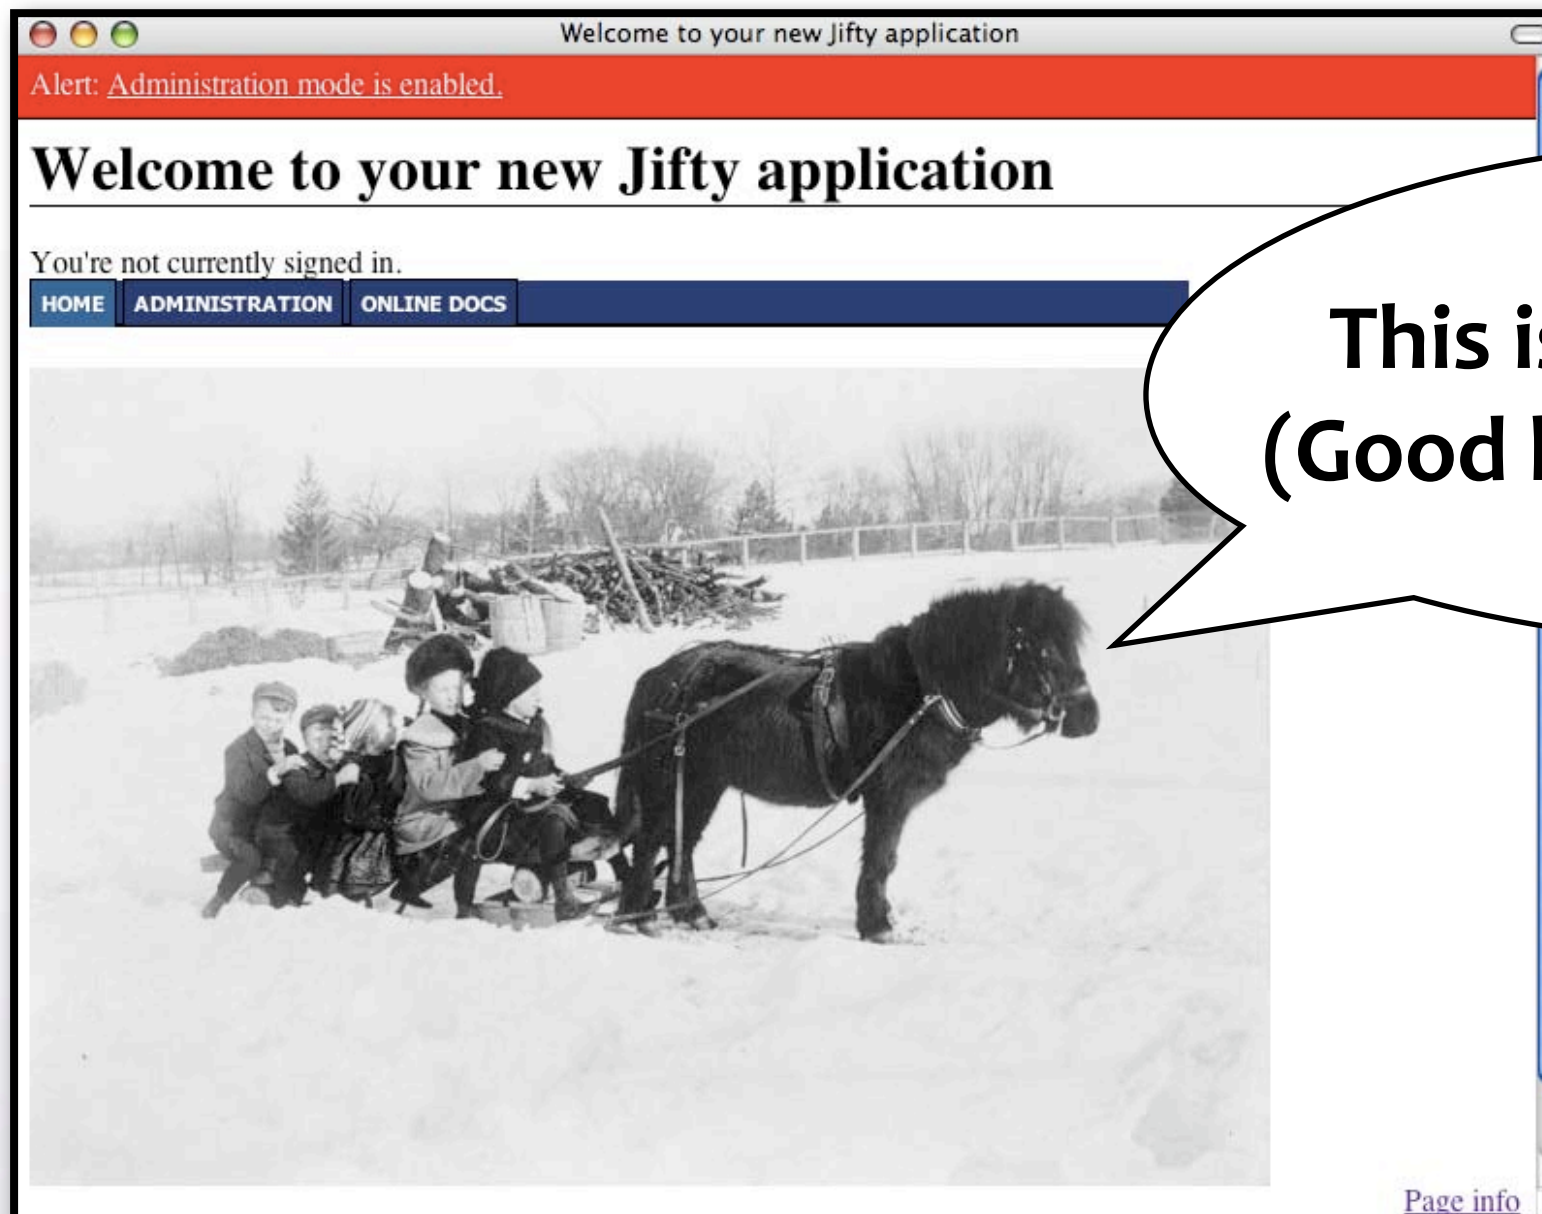 Welcome to your new Jifty application
Alert: Administration mode is enabled.
Welcome to your new Jifty application
You're not currently signed in.
HOME ADMINISTRATION ONLINE DOCS
This
(Good
Page info